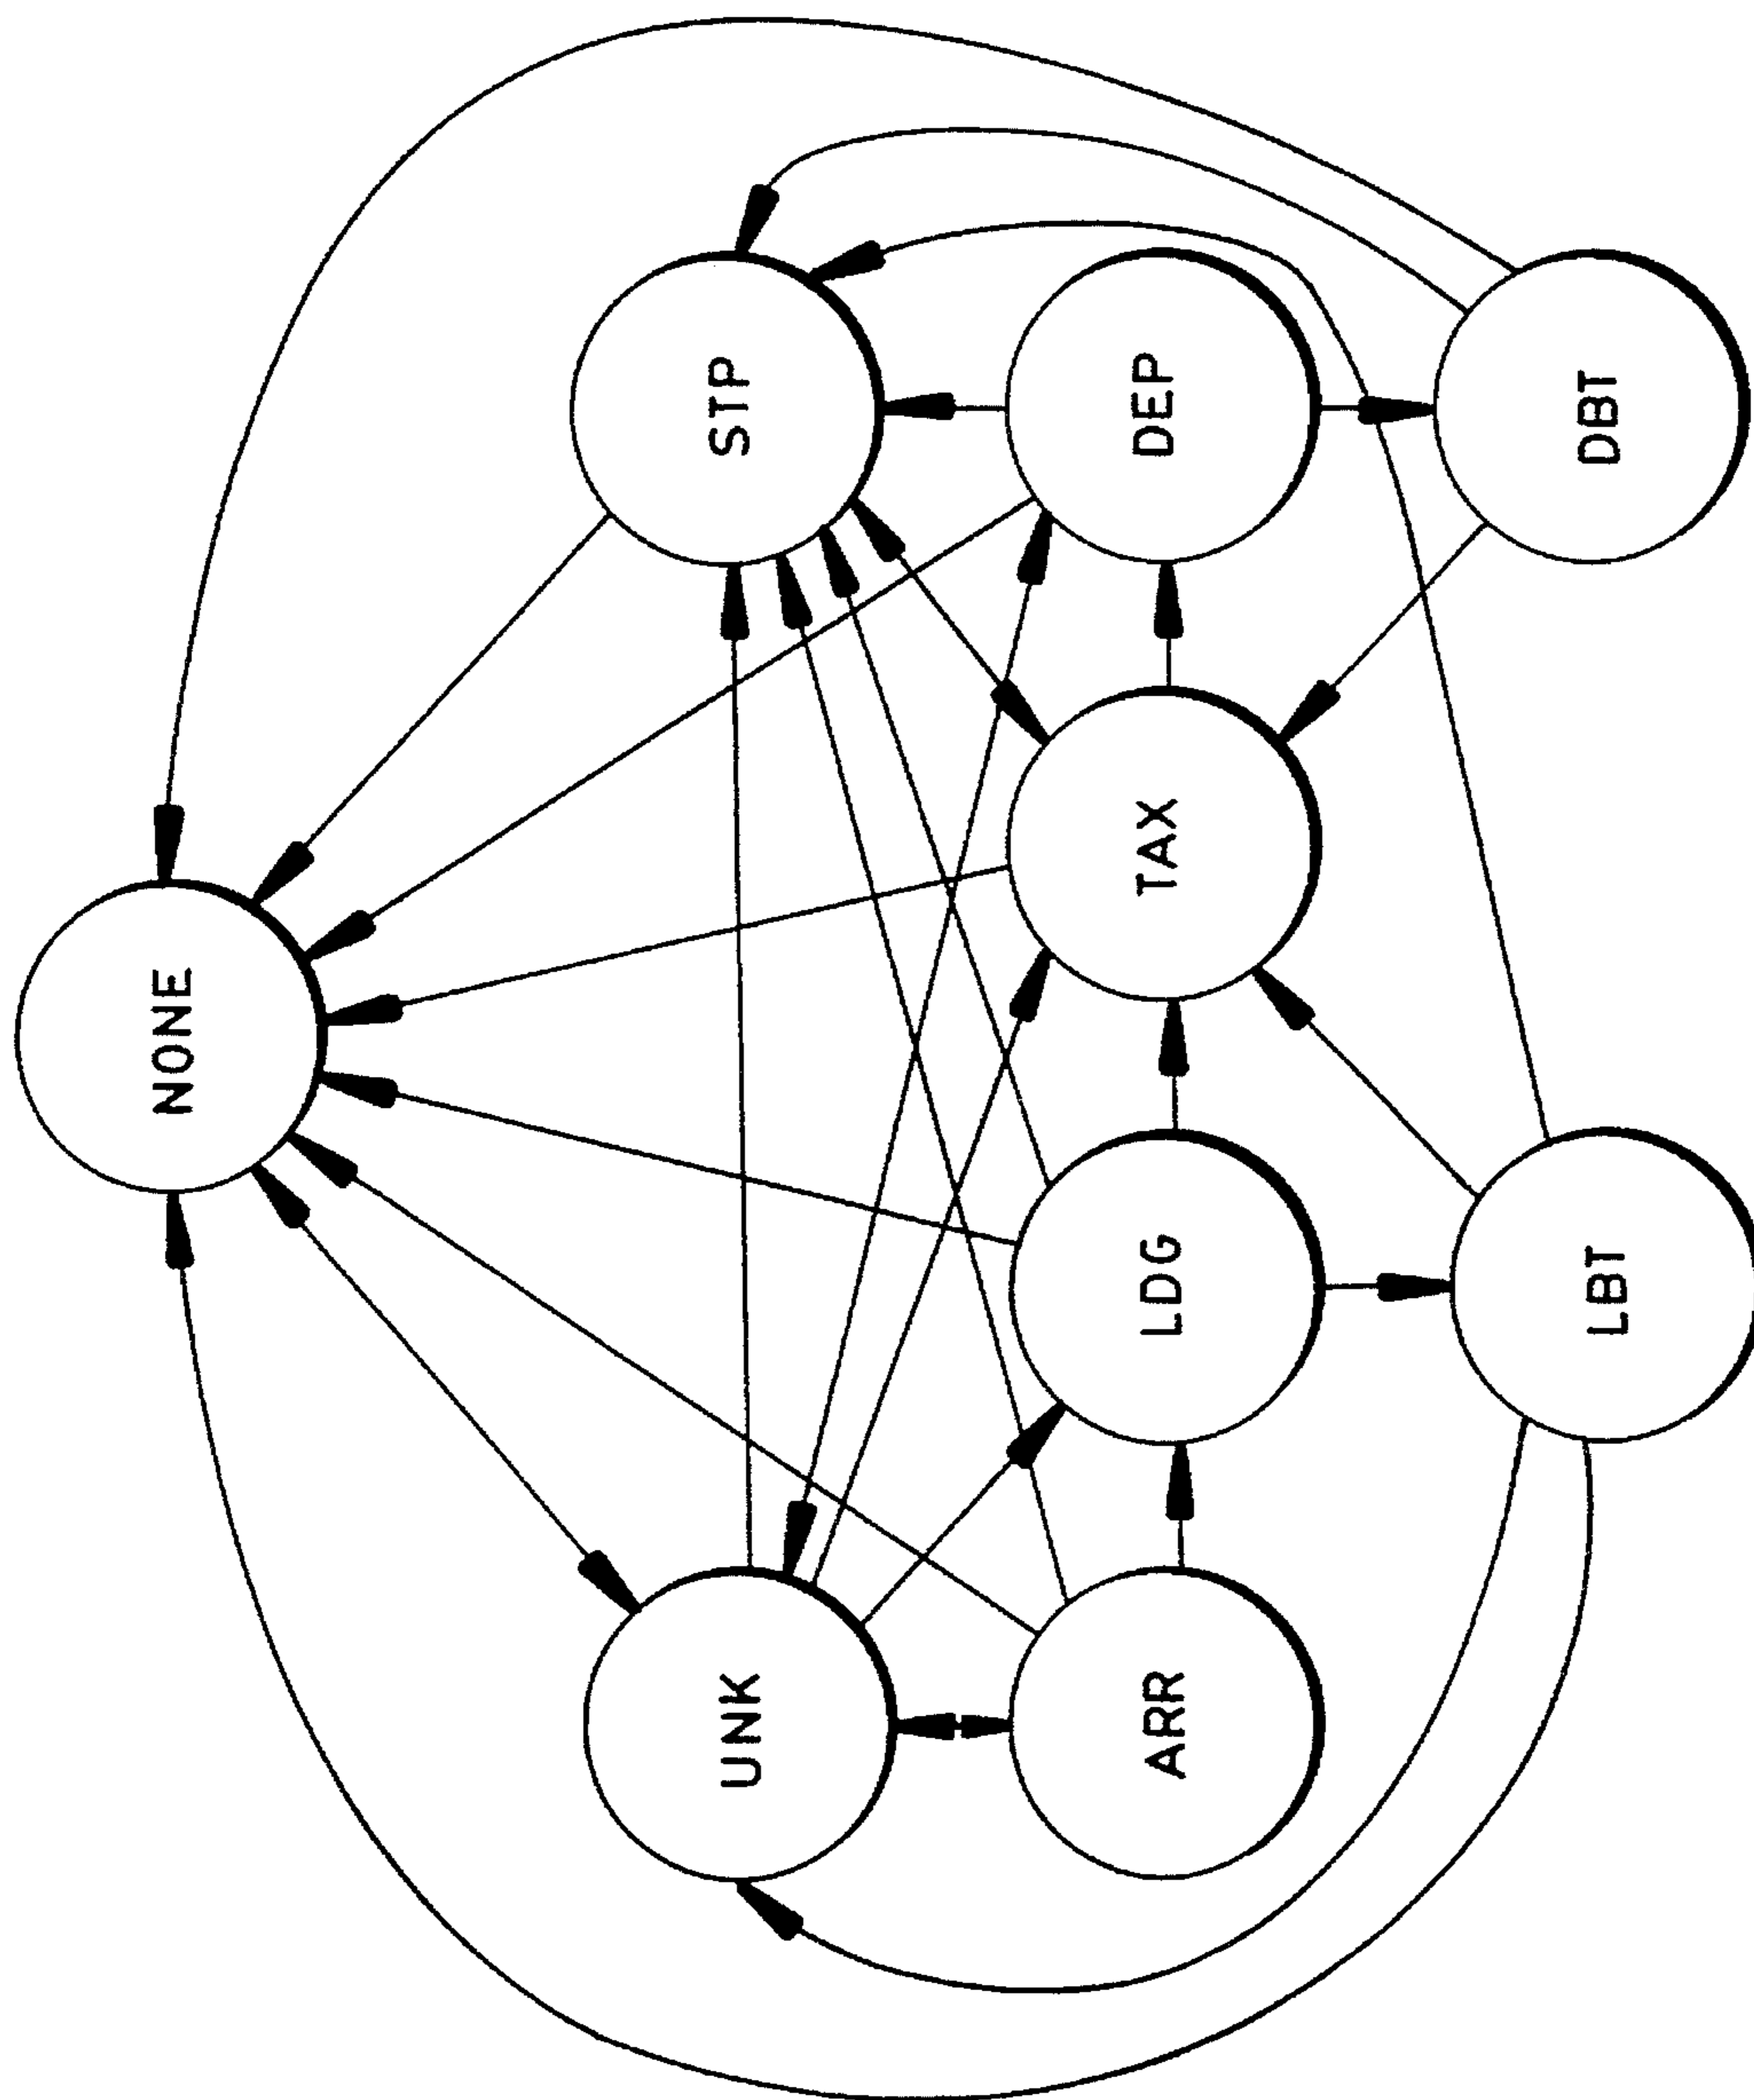 NONE
UNK
STP
ARR
LDG
TAX
DEP
LBT
DBT